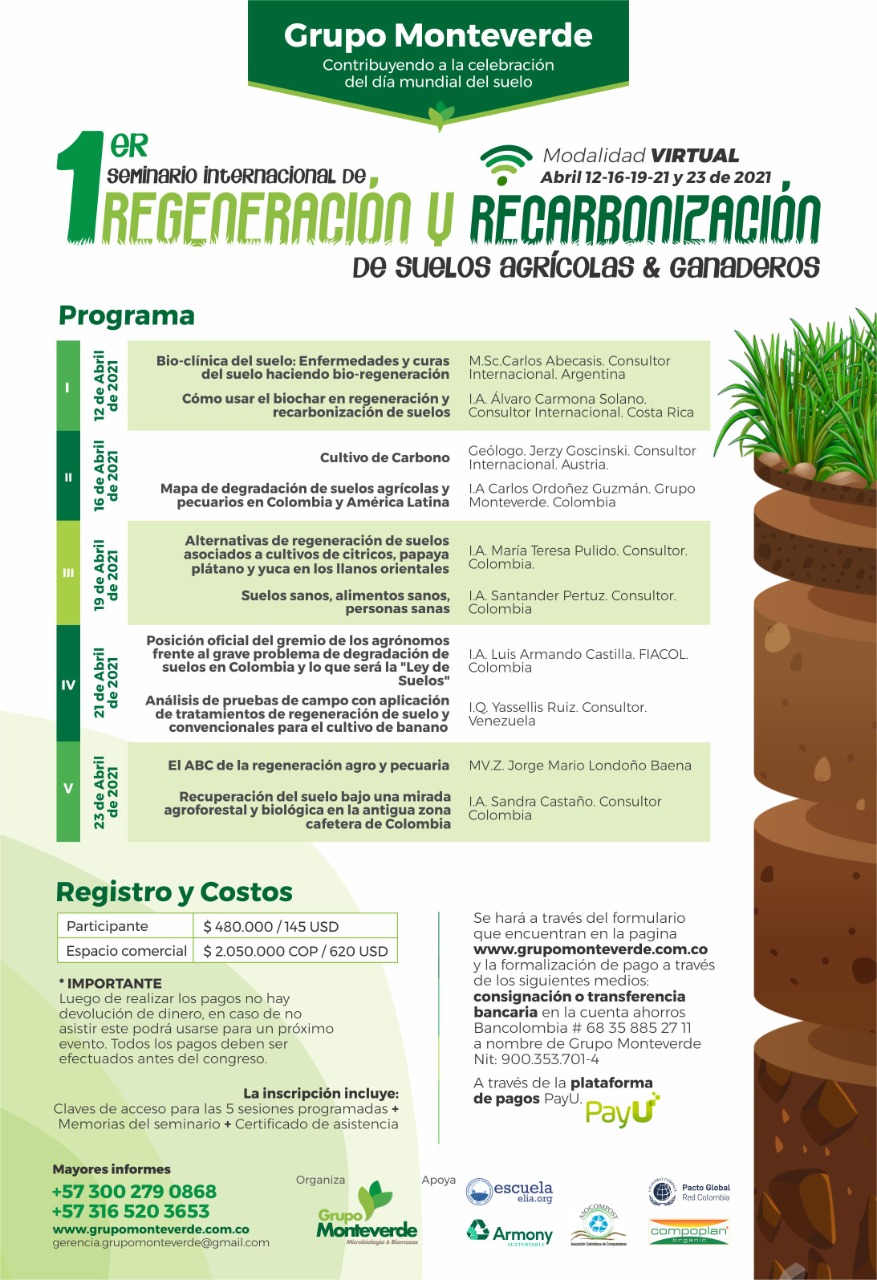 Grupo Monteverde
Contribuyendo a la celebración
del día mundial del suelo
1ER
SEMINARIO INTERNACIONAL DE
REGENERACIÓN Y RECARBONIZACIÓN
DE SUELOS AGRÍCOLAS & GANADEROS
Modalidad VIRTUAL
Abril 12-16-19-21 y 23 de 2021
Programa
I
12 de Abril
de 2021
Bio-clínica del suelo: Enfermedades y curas
del suelo haciendo bio-regeneración
M.Sc.Carlos Abecasis. Consultor
Internacional. Argentina
Cómo usar el biochar en regeneración y
recarbonización de suelos
I.A. Álvaro Carmona Solano.
Consultor Internacional. Costa Rica
II
16 de Abril
de 2021
Cultivo de Carbono
Geólogo. Jerzy Goscinski. Consultor
Internacional. Austria.
Mapa de degradación de suelos agrícolas y
pecuarios en Colombia y América Latina
I.A Carlos Ordoñez Guzmán. Grupo
Monteverde. Colombia
III
19 de Abril
de 2021
Alternativas de regeneración de suelos
asociados a cultivos de citricos, papaya
plátano y yuca en los llanos orientales
I.A. María Teresa Pulido. Consultor.
Colombia.
Suelos sanos, alimentos sanos,
personas sanas
I.A. Santander Pertuz. Consultor.
Colombia
IV
21 de Abril
de 2021
Posición oficial del gremio de los agrónomos
frente al grave problema de degradación de
suelos en Colombia y lo que será la "Ley de
Suelos"
I.A. Luis Armando Castilla. FIACOL.
Colombia
Análisis de pruebas de campo con aplicación
de tratamientos de regeneración de suelo y
convencionales para el cultivo de banano
I.Q. Yassellis Ruiz. Consultor.
Venezuela
V
23 de Abril
de 2021
El ABC de la regeneración agro y pecuaria
MV.Z. Jorge Mario Londoño Baena
Recuperación del suelo bajo una mirada
agroforestal y biológica en la antigua zona
cafetera de Colombia
I.A. Sandra Castaño. Consultor
Colombia
Registro y Costos
Participante $ 480.000 / 145 USD
Espacio comercial $ 2.050.000 COP / 620 USD
* IMPORTANTE
Luego de realizar los pagos no hay
devolución de dinero, en caso de no
asistir este podrá usarse para un próximo
evento. Todos los pagos deben ser
efectuados antes del congreso.
La inscripción incluye:
Claves de acceso para las 5 sesiones programadas +
Memorias del seminario + Certificado de asistencia
Se hará a través del formulario
que encuentran en la pagina
www.grupomonteverde.com.co
y la formalización de pago a través
de los siguientes medios:
consignación o transferencia
bancaria en la cuenta ahorros
Bancolombia # 68 35 885 27 11
a nombre de Grupo Monteverde
Nit: 900.353.701-4
A través de la plataforma
de pagos PayU.
PayU
Mayores informes
+57 300 279 0868
+57 316 520 3653
www.grupomonteverde.com.co
gerencia.grupomonteverde@gmail.com
Organiza
Grupo
Monteverde
Microbiología & Biomasas
Apoya
escuela
elia.org
Armony
SUSTAINABLE
ASOCOMPOST
Pacto Global
Red Colombia
compoplan
organic